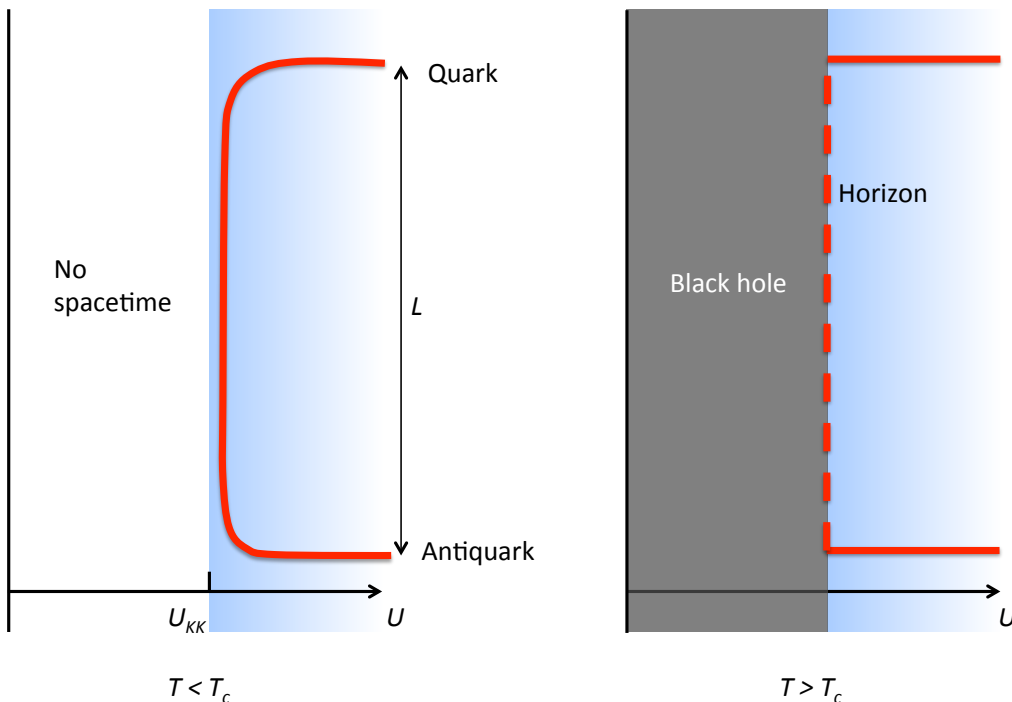 Quark
Horizon
No
spacetime
Black hole
L
Antiquark
U_KK
U
U
T < T_c
T > T_c